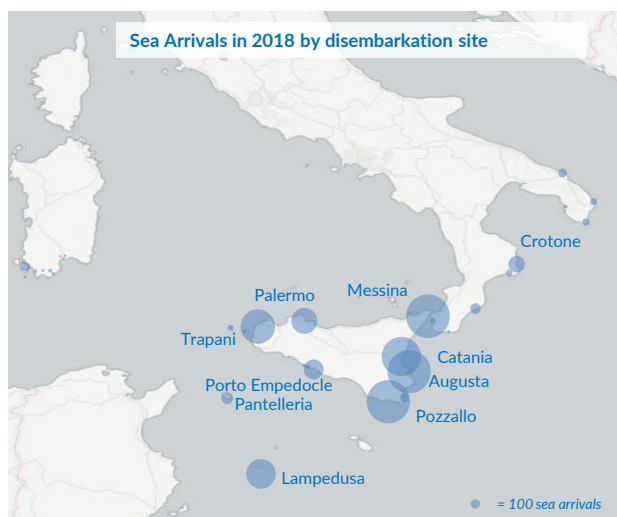 Sea Arrivals in 2018 by disembarkation site
Crotone
Messina
Palermo
Trapani
Catania
Augusta
Porto Empedocle
Pantelleria
Pozzallo
Lampedusa
= 100 sea arrivals